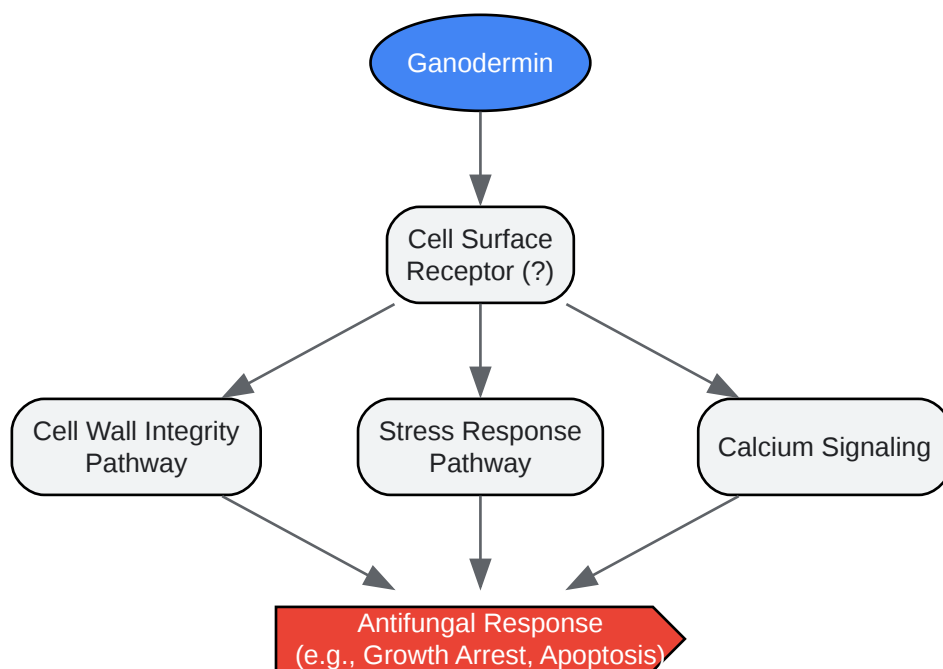 Ganodermin
Cell Surface
Receptor (?)
Cell Wall Integrity
Pathway
Stress Response
Pathway
Calcium Signaling
Antifungal Response
(e.g., Growth Arrest, Apoptosis)